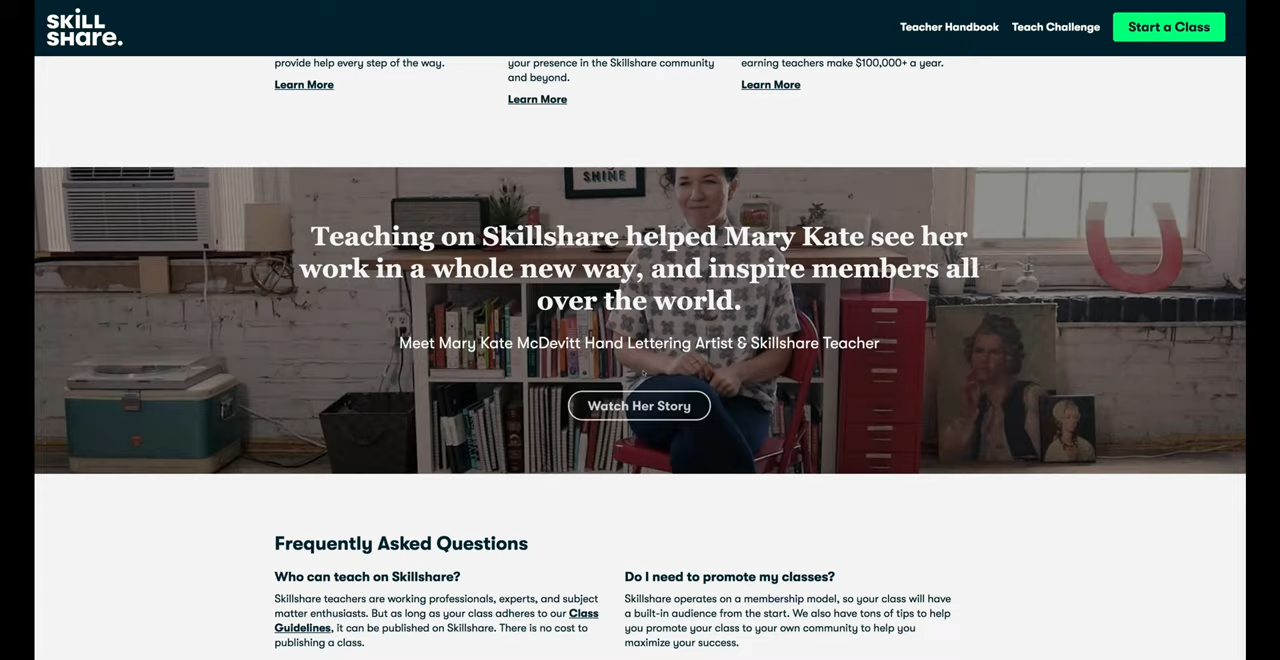 SKiLL
SHare.
Teacher Handbook
Teach Challenge
Start a Class
provide help every step of the way.
Learn More
your presence in the Skillshare community
and beyond.
Learn More
earning teachers make $100,000+ a year.
Learn More
SHINE
Teaching on Skillshare helped Mary Kate see her
work in a whole new way, and inspire members all
over the world.
Meet Mary Kate McDevitt Hand Lettering Artist & Skillshare Teacher
Watch Her Story
Frequently Asked Questions
Who can teach on Skillshare?
Skillshare teachers are working professionals, experts, and subject
matter enthusiasts. But as long as your class adheres to our Class
Guidelines, it can be published on Skillshare. There is no cost to
publishing a class.
Do I need to promote my classes?
Skillshare operates on a membership model, so your class will have
a built-in audience from the start. We also have tons of tips to help
you promote your class to your own community to help you
maximize your success.